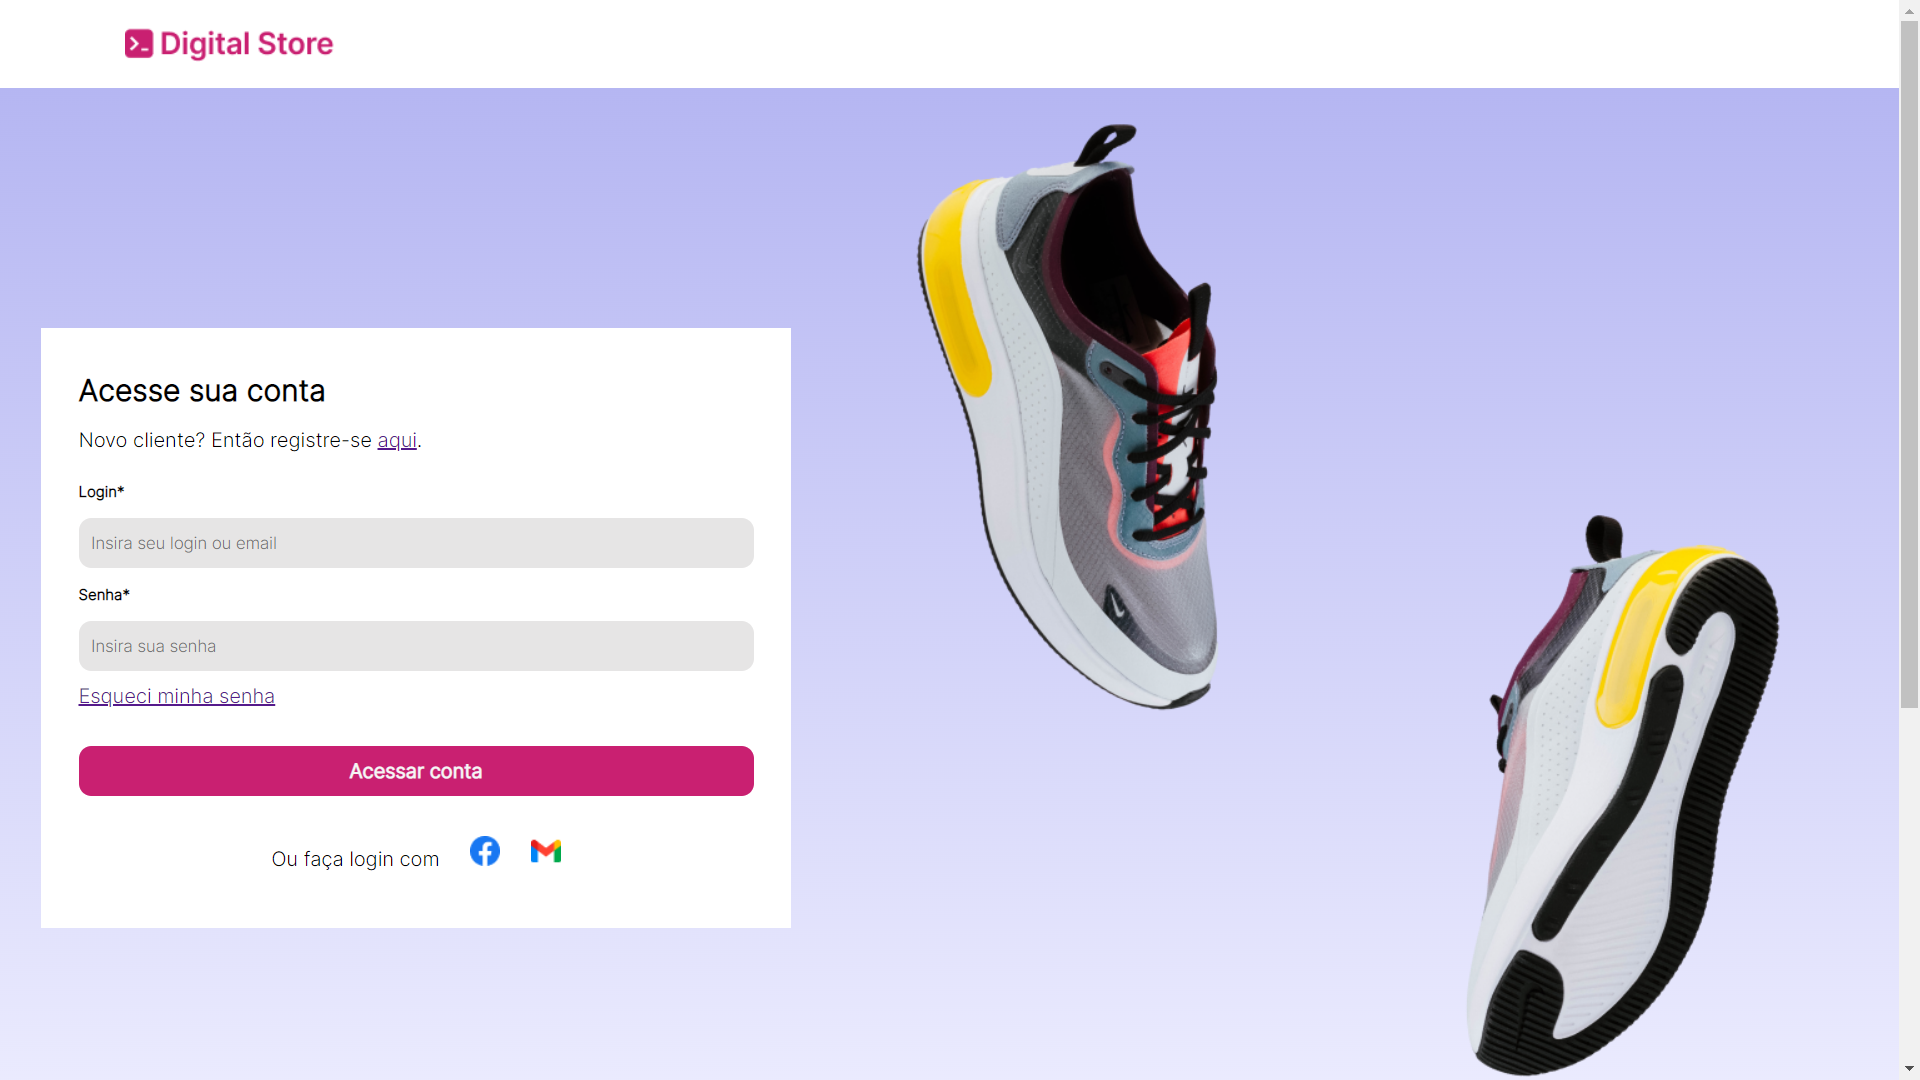 Digital Store
Acesse sua conta
Novo cliente? Então registre-se aqui.
Login*
Insira seu login ou email
Senha*
Insira sua senha
Esqueci minha senha
Acessar conta
Ou faça login com